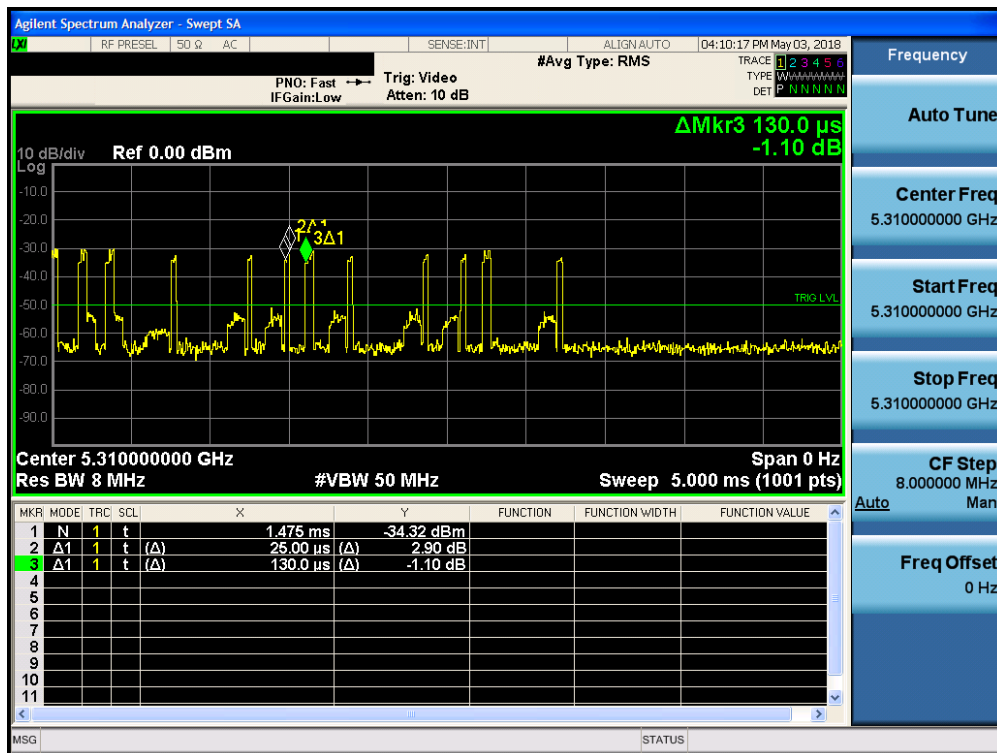 Agilent Spectrum Analyzer - Swept SA
LXI RF PRESEL 50 Ω AC SENSE:INT ALIGN AUTO 04:10:17 PM May 03, 2018
PNO: Fast
IFGain:Low
Trig: Video
Atten: 10 dB
#Avg Type: RMS
TRACE 1 2 3 4 5 6
TYPE WWWWWW
DET P N N N N N
ΔMkr3 130.0 µs
-1.10 dB
10 dB/div Ref 0.00 dBm
Log
-10.0
-20.0
2Δ1
1 3Δ1
-30.0
-40.0
-50.0
TRIG LVL
-60.0
-70.0
-80.0
-90.0
Center 5.310000000 GHz Span 0 Hz
Res BW 8 MHz #VBW 50 MHz Sweep 5.000 ms (1001 pts)
MKR MODE TRC SCL X Y FUNCTION FUNCTION WIDTH FUNCTION VALUE
1 N 1 t 1.475 ms -34.32 dBm
2 Δ1 1 t (Δ) 25.00 µs (Δ) 2.90 dB
3 Δ1 1 t (Δ) 130.0 µs (Δ) -1.10 dB
4
5
6
7
8
9
10
11
MSG STATUS
Frequency
Auto Tune
Center Freq
5.310000000 GHz
Start Freq
5.310000000 GHz
Stop Freq
5.310000000 GHz
CF Step
8.000000 MHz
Auto Man
Freq Offset
0 Hz